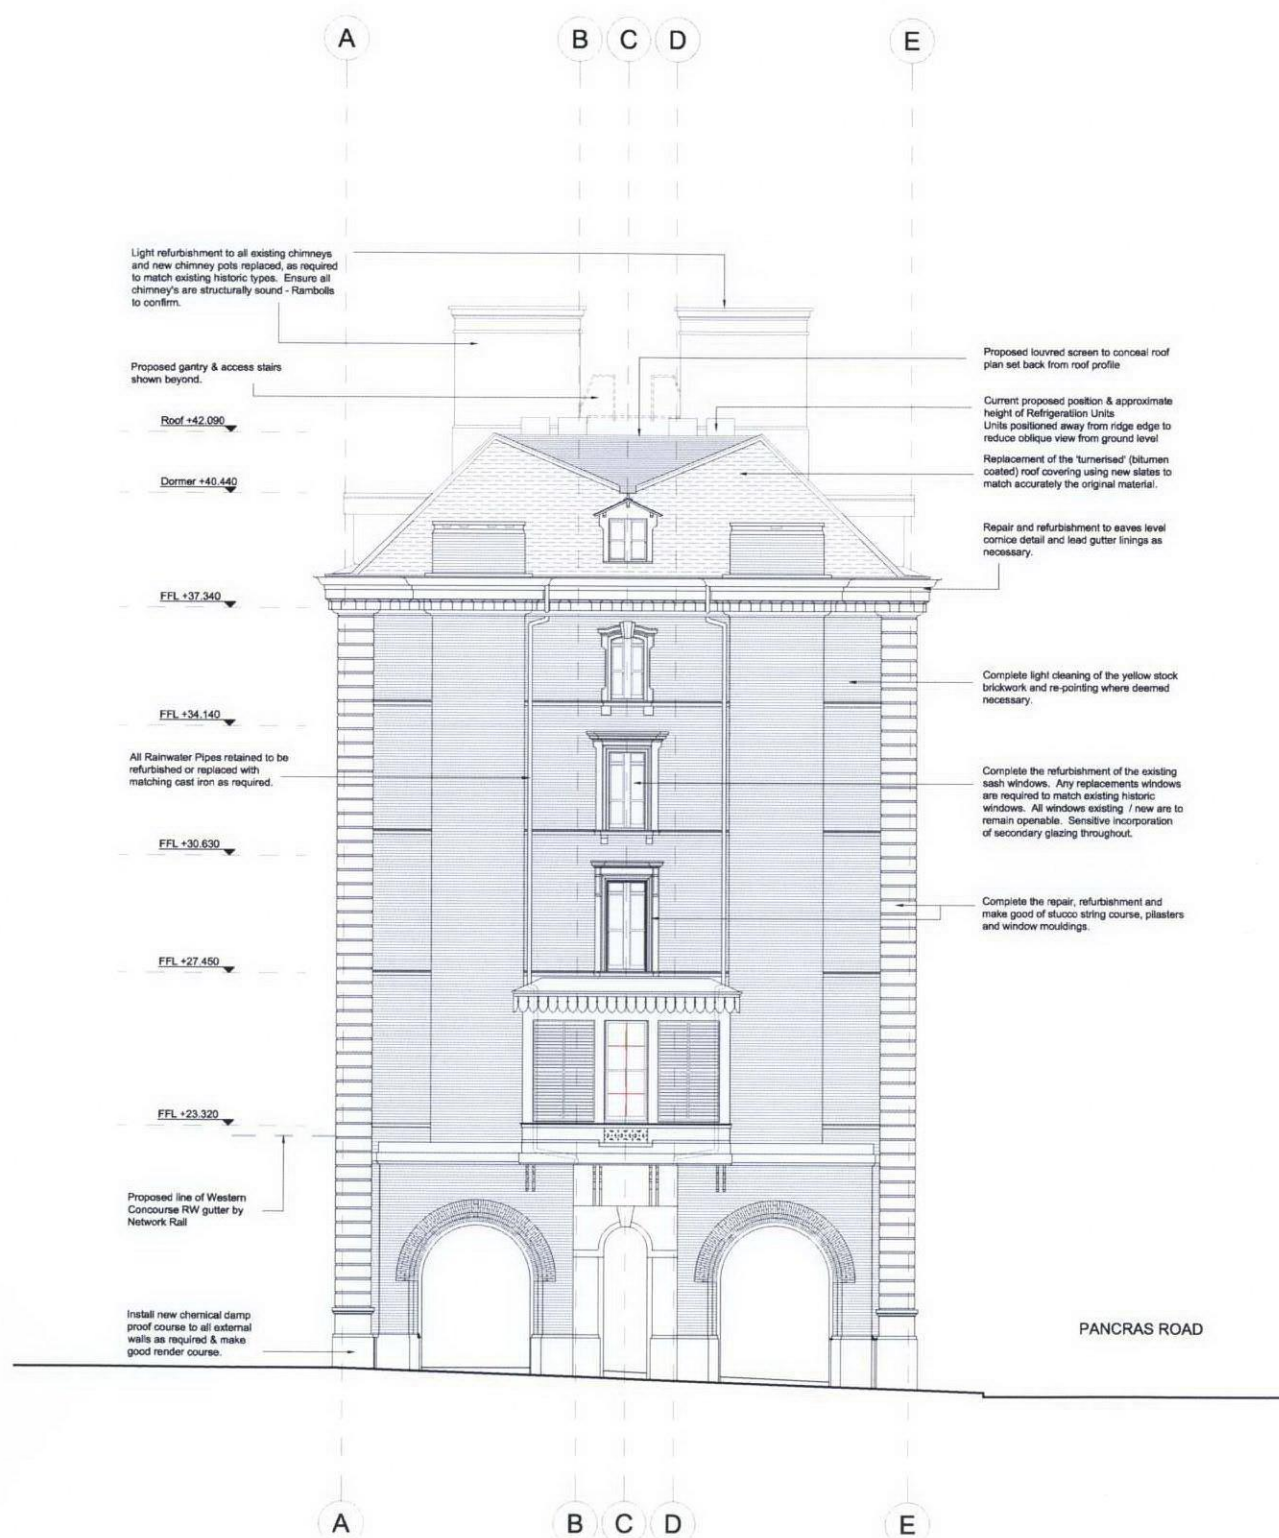 A
B
C
D
E
Light refurbishment to all existing chimneys
and new chimney pots replaced, as required
to match existing historic types. Ensure all
chimney's are structurally sound - Rambolls
to confirm.
Proposed gantry & access stairs
shown beyond.
Roof +42.090
Dormer +40.440
FFL +37.340
FFL +34.140
All Rainwater Pipes retained to be
refurbished or replaced with
matching cast iron as required.
FFL +30.630
FFL +27.450
FFL +23.320
Proposed line of Western
Concourse RW gutter by
Network Rail
Install new chemical damp
proof course to all external
walls as required & make
good render course.
Proposed louvred screen to conceal roof
plan set back from roof profile
Current proposed position & approximate
height of Refrigeratiion Units
Units positioned away from ridge edge to
reduce oblique view from ground level
Replacement of the 'turnerised' (bitumen
coated) roof covering using new slates to
match accurately the original material.
Repair and refurbishment to eaves level
cornice detail and lead gutter linings as
necessary.
Complete light cleaning of the yellow stock
brickwork and re-pointing where deemed
necessary.
Complete the refurbishment of the existing
sash windows. Any replacements windows
are required to match existing historic
windows. All windows existing / new are to
remain openable. Sensitive incorporation
of secondary glazing throughout.
Complete the repair, refurbishment and
make good of stucco string course, pilasters
and window mouldings.
PANCRAS ROAD
A
B
C
D
E